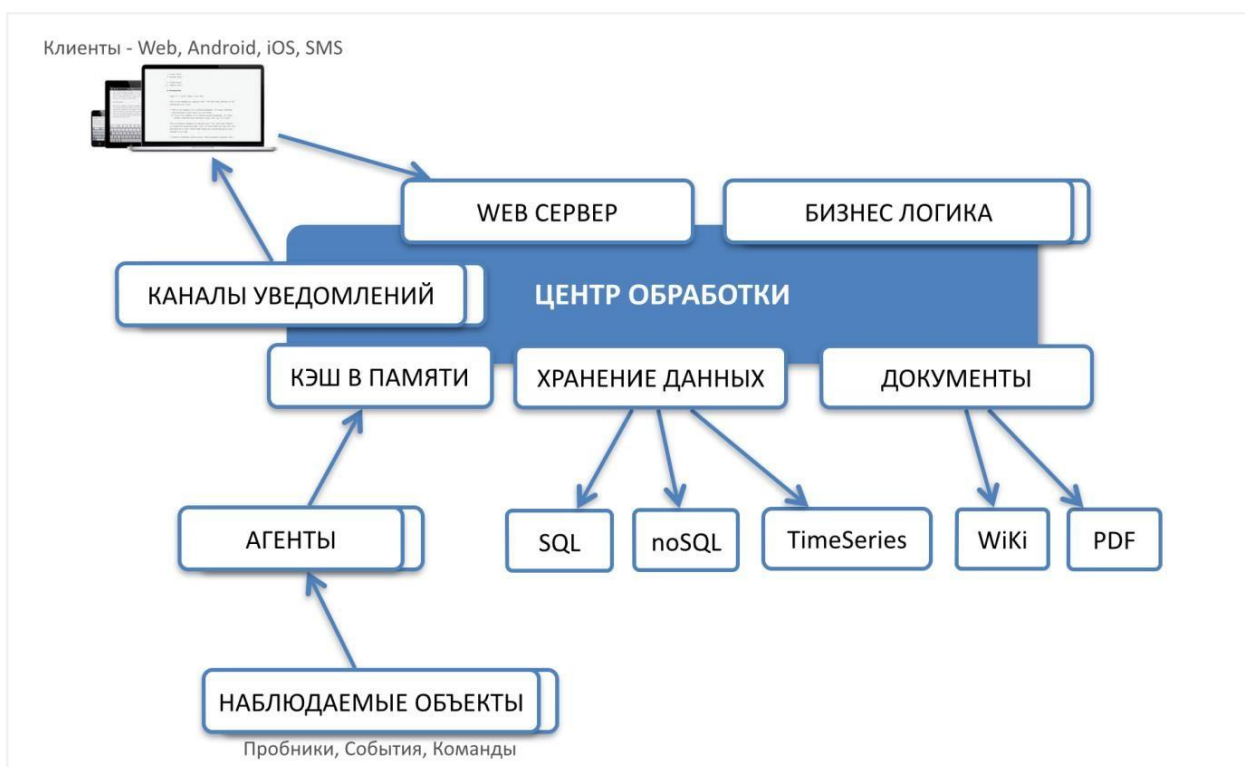 Клиенты - Web, Android, iOS, SMS
WEB СЕРВЕР
БИЗНЕС ЛОГИКА
КАНАЛЫ УВЕДОМЛЕНИЙ
ЦЕНТР ОБРАБОТКИ
КЭШ В ПАМЯТИ
ХРАНЕНИЕ ДАННЫХ
ДОКУМЕНТЫ
АГЕНТЫ
SQL
noSQL
TimeSeries
WiKi
PDF
НАБЛЮДАЕМЫЕ ОБЪЕКТЫ
Пробники, События, Команды